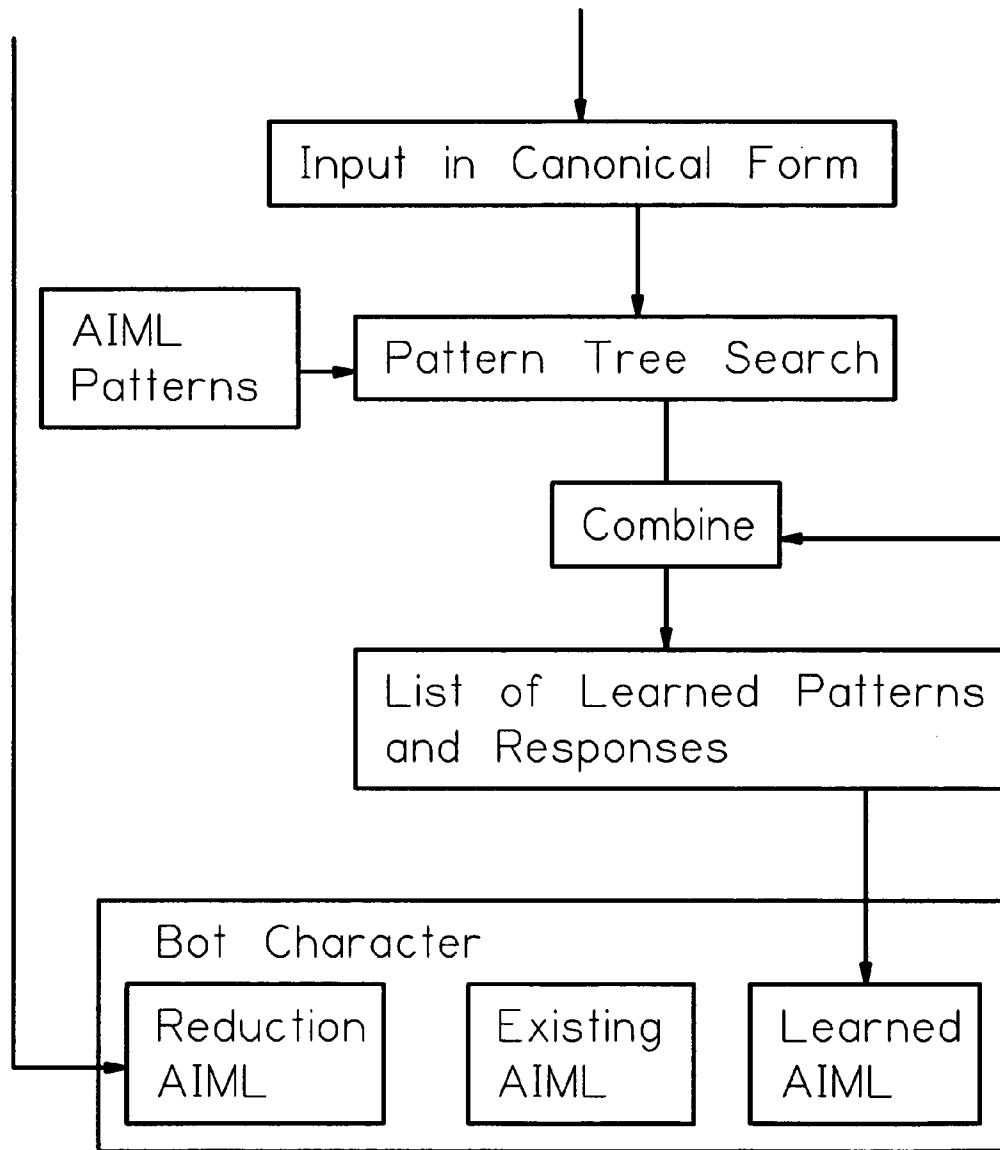 Input in Canonical Form
AIML
Patterns
Pattern Tree Search
Combine
List of Learned Patterns
and Responses
Bot Character
Reduction
AIML
Existing
AIML
Learned
AIML